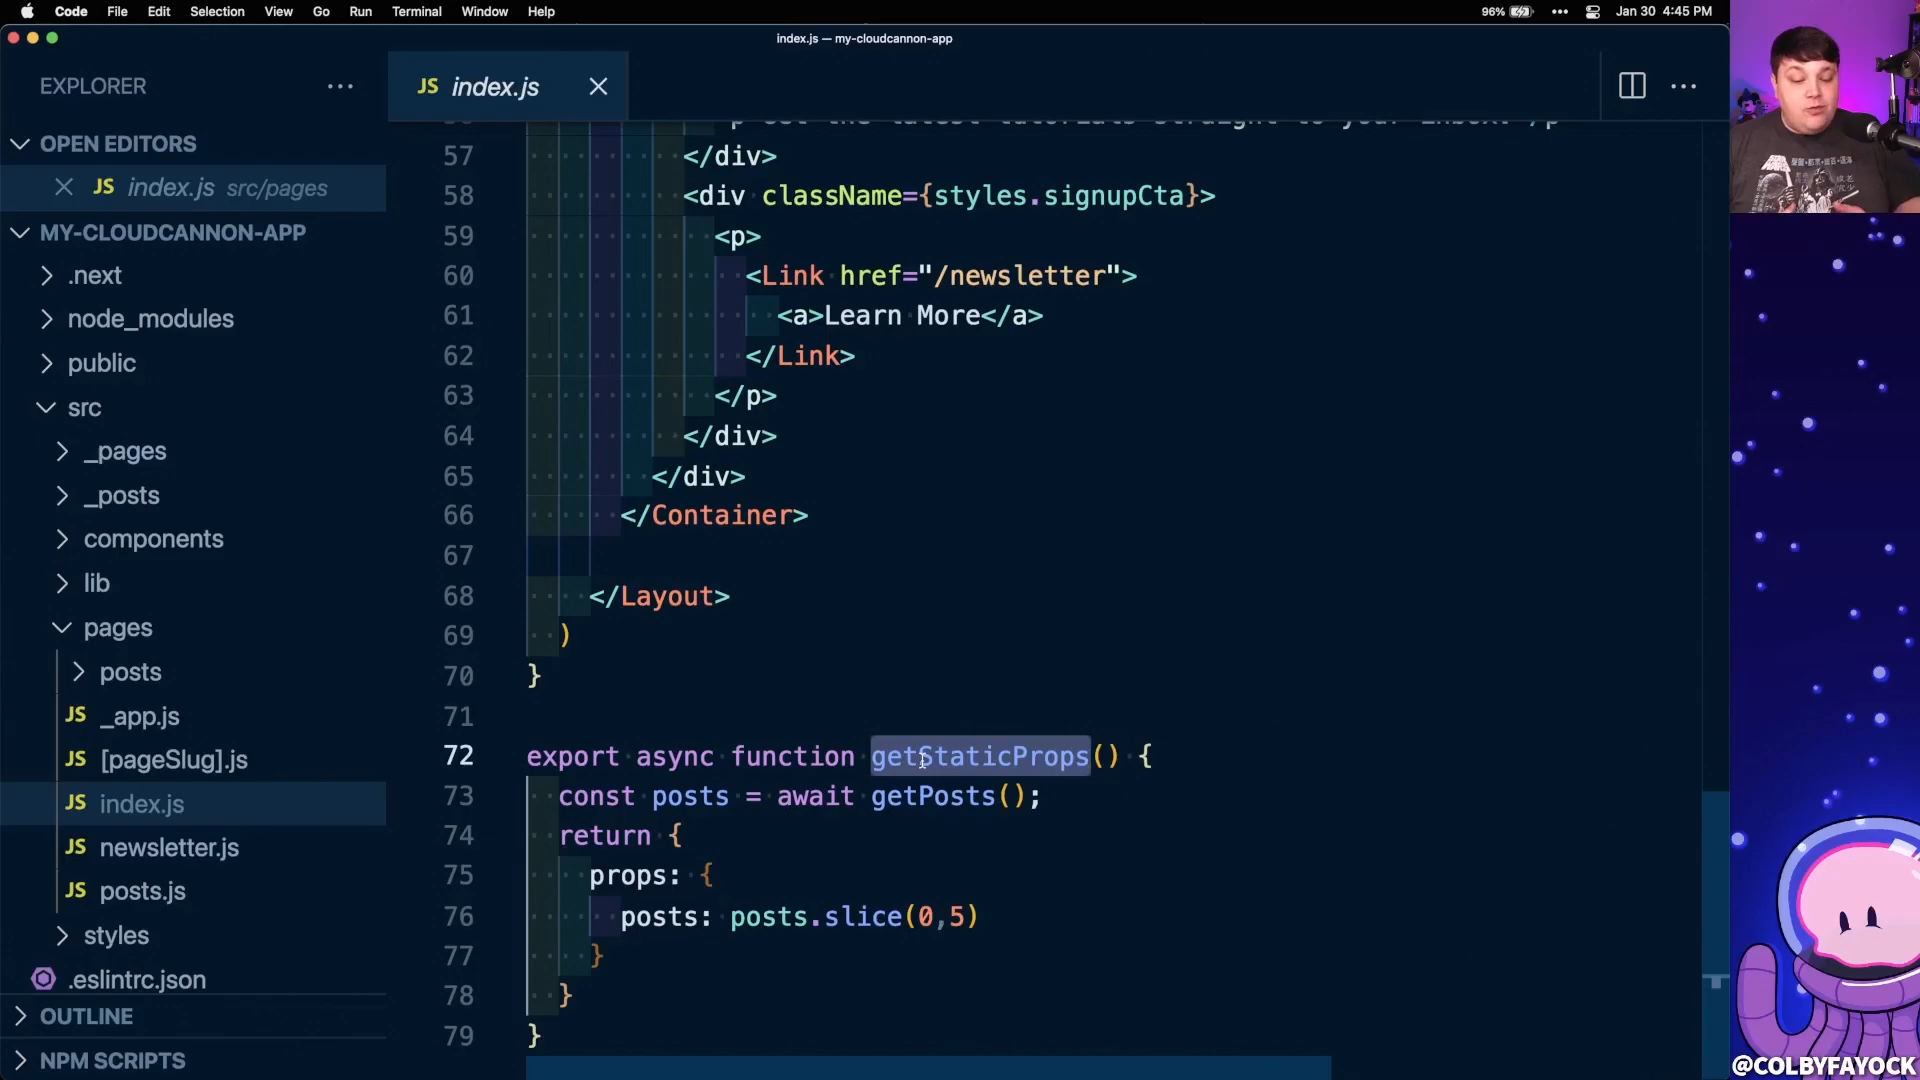 Code File Edit Selection View Go Run Terminal Window Help 96% Jan 30 4:45 PM
index.js — my-cloudcannon-app
EXPLORER
JS index.js
OPEN EDITORS
JS index.js src/pages
MY-CLOUDCANNON-APP
.next
node_modules
public
src
_pages
_posts
components
lib
pages
posts
JS _app.js
JS [pageSlug].js
JS index.js
JS newsletter.js
JS posts.js
styles
.eslintrc.json
OUTLINE
NPM SCRIPTS
57 </div>
58 <div className={styles.signupCta}>
59 <p>
60 <Link href="/newsletter">
61 <a>Learn More</a>
62 </Link>
63 </p>
64 </div>
65 </div>
66 </Container>
67
68 </Layout>
69 )
70 }
71
72 export async function getStaticProps() {
73 const posts = await getPosts();
74 return {
75 props: {
76 posts: posts.slice(0,5)
77 }
78 }
79 }
@COLBYFAYOCK